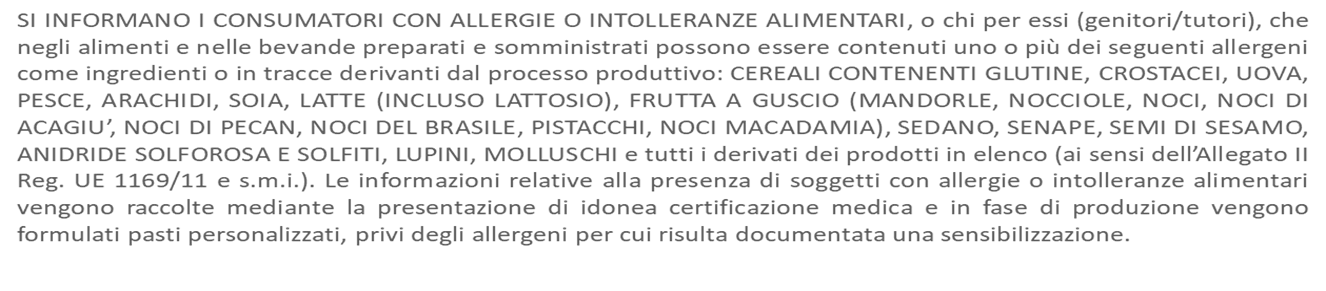 SI INFORMANO I CONSUMATORI CON ALLERGIE O INTOLLERANZE ALIMENTARI, o chi per essi (genitori/tutori), che
negli alimenti e nelle bevande preparati e somministrati possono essere contenuti uno o più dei seguenti allergeni
come ingredienti o in tracce derivanti dal processo produttivo: CEREALI CONTENENTI GLUTINE, CROSTACEI, UOVA,
PESCE, ARACHIDI, SOIA, LATTE (INCLUSO LATTOSIO), FRUTTA A GUSCIO (MANDORLE, NOCCIOLE, NOCI, NOCI DI
ACAGIU’, NOCI DI PECAN, NOCI DEL BRASILE, PISTACCHI, NOCI MACADAMIA), SEDANO, SENAPE, SEMI DI SESAMO,
ANIDRIDE SOLFOROSA E SOLFITI, LUPINI, MOLLUSCHI e tutti i derivati dei prodotti in elenco (ai sensi dell’Allegato II
Reg. UE 1169/11 e s.m.i.). Le informazioni relative alla presenza di soggetti con allergie o intolleranze alimentari
vengono raccolte mediante la presentazione di idonea certificazione medica e in fase di produzione vengono
formulati pasti personalizzati, privi degli allergeni per cui risulta documentata una sensibilizzazione.